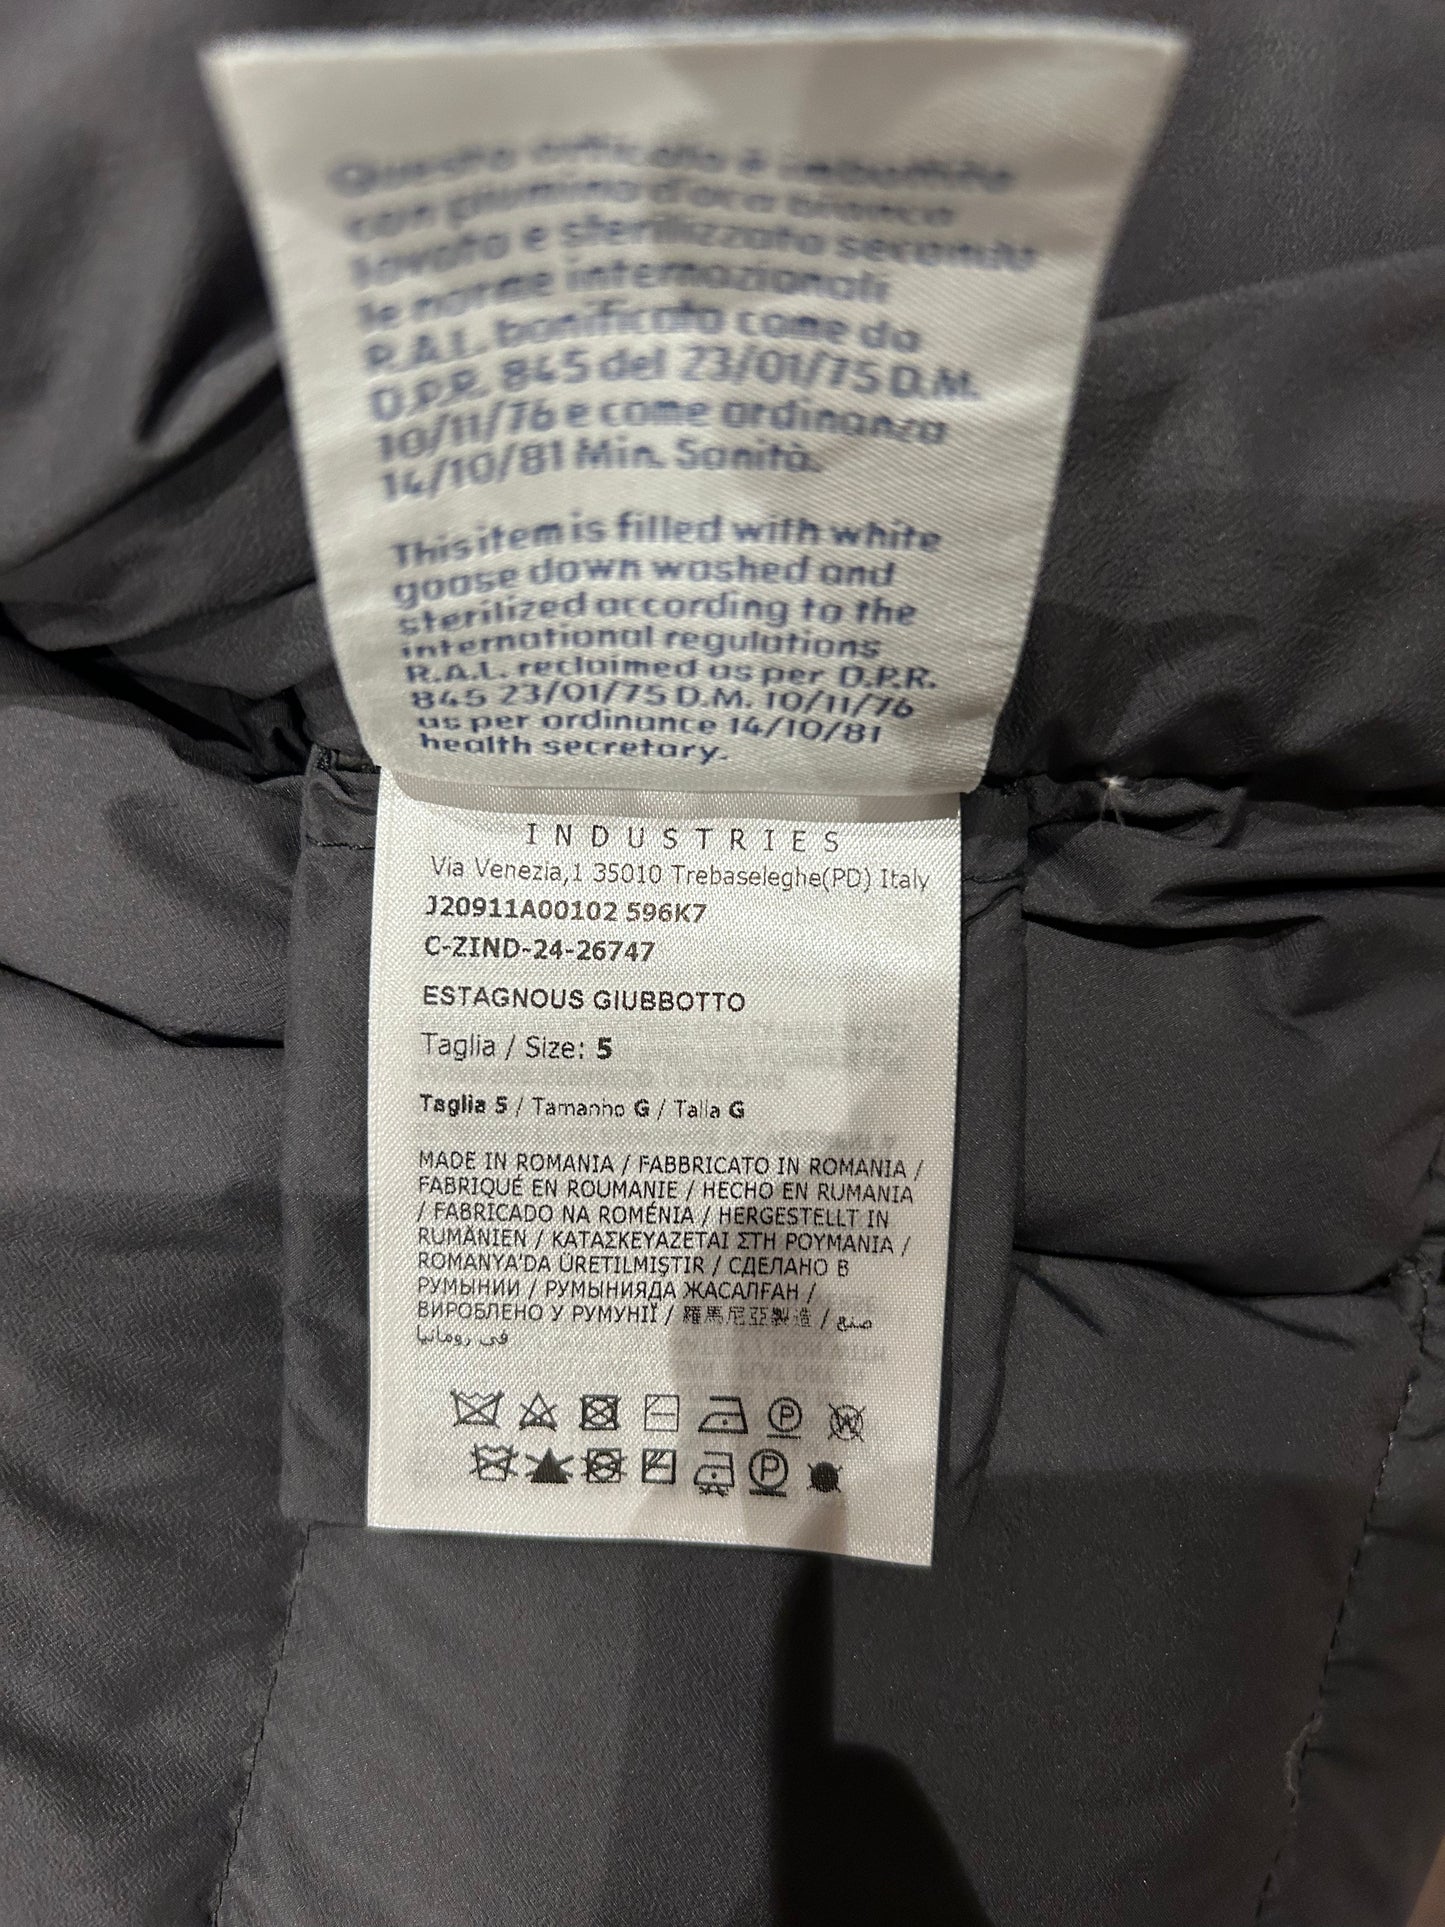 Questo articolo è imbottito
con piumino d'oca bianco
lavato e sterilizzato secondo
le norme internazionali
R.A.L. bonificato come da
D.P.R. 845 del 23/01/75 D.M.
10/11/76 e come ordinanza
14/10/81 Min. Sanità.
This item is filled with white
goose down washed and
sterilized according to the
international regulations
R.A.L. reclaimed as per D.P.R.
845 23/01/75 D.M. 10/11/76
as per ordinance 14/10/81
health secretary.
INDUSTRIES
Via Venezia,1 35010 Trebaseleghe(PD) Italy
J20911A00102 596K7
C-ZIND-24-26747
ESTAGNOUS GIUBBOTTO
Taglia / Size: 5
Taglia 5 / Tamanho G / Talla G
MADE IN ROMANIA / FABBRICATO IN ROMANIA /
FABRIQUÉ EN ROUMANIE / HECHO EN RUMANIA
/ FABRICADO NA ROMÉNIA / HERGESTELLT IN
RUMÄNIEN / ΚΑΤΑΣΚΕΥΑΖΕΤΑΙ ΣΤΗ ΡΟΥΜΑΝΙΑ /
ROMANYA'DA ÜRETILMIŞTIR / СДЕЛАНО В
РУМЫНИИ / РУМЫНИЯДА ЖАСАЛҒАН /
ВИРОБЛЕНО У РУМУНІЇ / 羅馬尼亞製造 / صنع
في رومانيا
P W
P